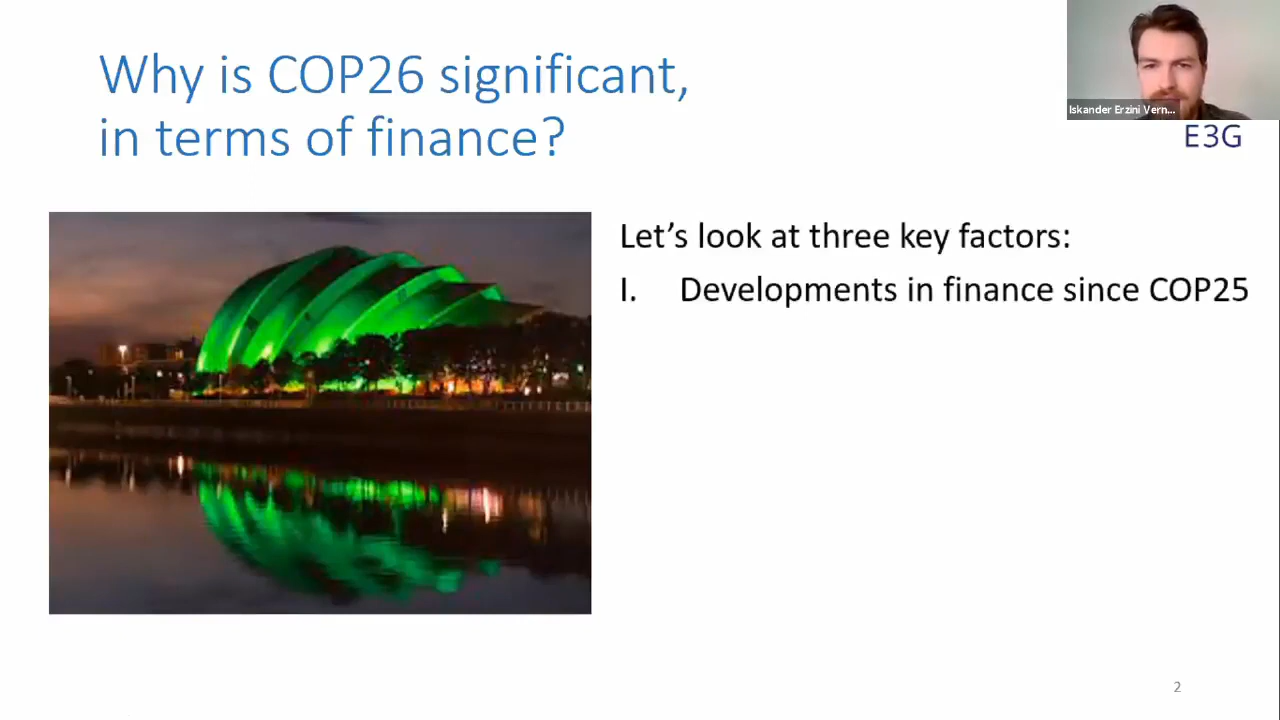 Why is COP26 significant,
in terms of finance?
Iskander Erzini Vern...
E3G
Let's look at three key factors:
I. Developments in finance since COP25
2